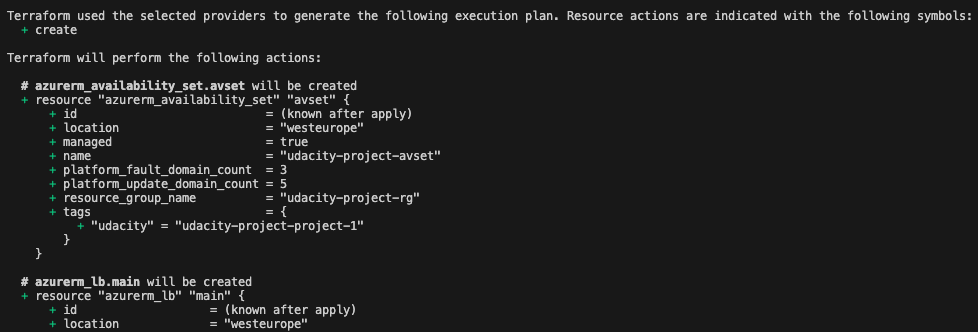 Terraform used the selected providers to generate the following execution plan. Resource actions are indicated with the following symbols:
  + create

Terraform will perform the following actions:

  # azurerm_availability_set.avset will be created
  + resource "azurerm_availability_set" "avset" {
      + id                           = (known after apply)
      + location                     = "westeurope"
      + managed                      = true
      + name                         = "udacity-project-avset"
      + platform_fault_domain_count  = 3
      + platform_update_domain_count = 5
      + resource_group_name          = "udacity-project-rg"
      + tags                         = {
          + "udacity" = "udacity-project-project-1"
        }
    }

  # azurerm_lb.main will be created
  + resource "azurerm_lb" "main" {
      + id                   = (known after apply)
      + location             = "westeurope"